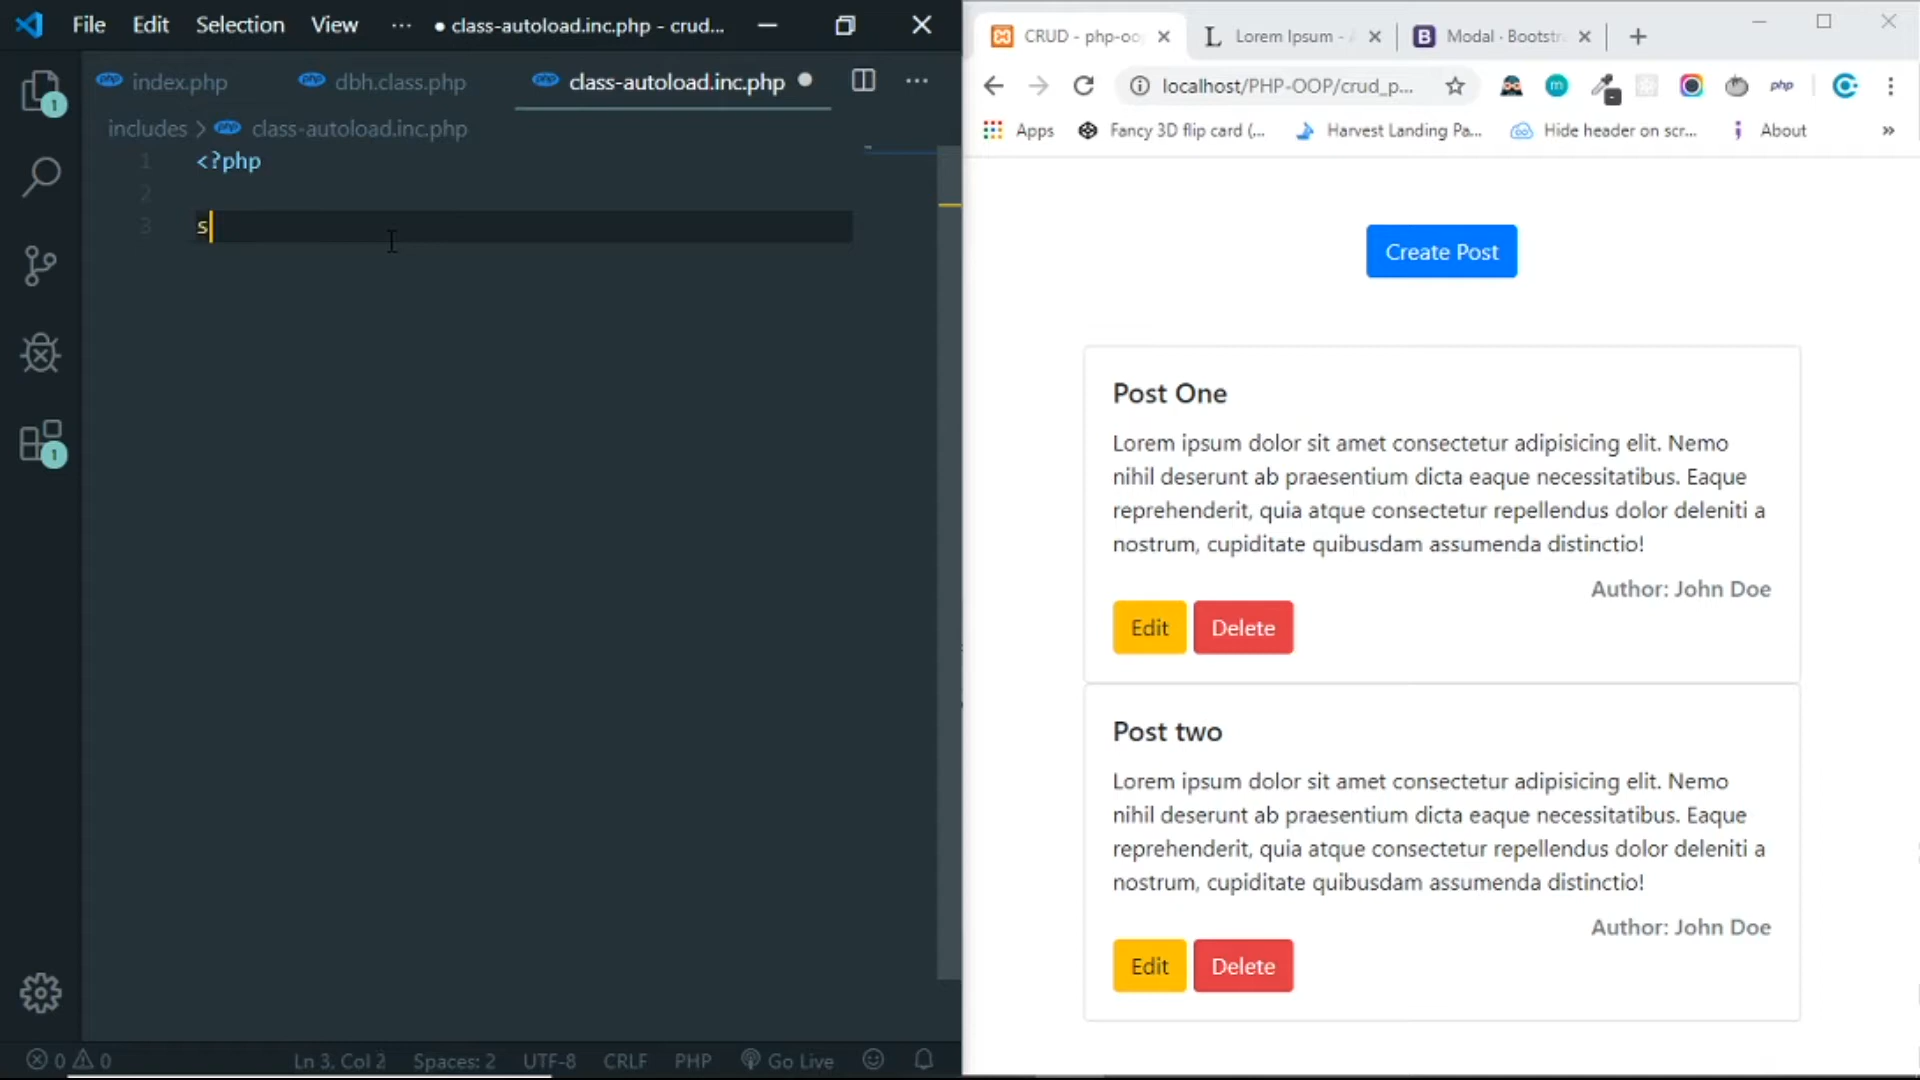 File Edit Selection View ··· ● class-autoload.inc.php - crud...
index.php dbh.class.php class-autoload.inc.php
includes > class-autoload.inc.php
1 <?php
2
3 s
1
1
0 0 Ln 3, Col 2 Spaces: 2 UTF-8 CRLF PHP Go Live
CRUD - php-oo Lorem Ipsum - Modal · Bootstr
localhost/PHP-OOP/crud_p... php
Apps Fancy 3D flip card (... Harvest Landing Pa... Hide header on scr... About »
Create Post
Post One
Lorem ipsum dolor sit amet consectetur adipisicing elit. Nemo
nihil deserunt ab praesentium dicta eaque necessitatibus. Eaque
reprehenderit, quia atque consectetur repellendus dolor deleniti a
nostrum, cupiditate quibusdam assumenda distinctio!
Author: John Doe
Edit Delete
Post two
Lorem ipsum dolor sit amet consectetur adipisicing elit. Nemo
nihil deserunt ab praesentium dicta eaque necessitatibus. Eaque
reprehenderit, quia atque consectetur repellendus dolor deleniti a
nostrum, cupiditate quibusdam assumenda distinctio!
Author: John Doe
Edit Delete